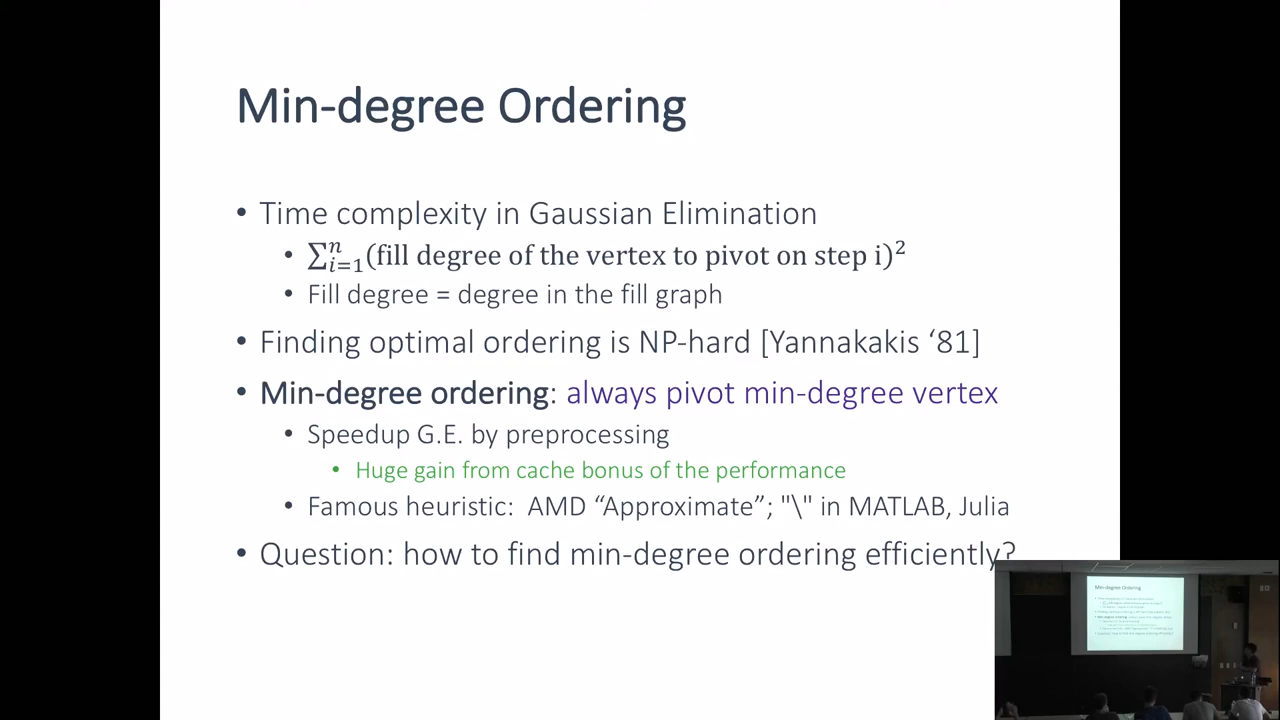 Min-degree Ordering
• Time complexity in Gaussian Elimination
• ∑ⁿᵢ₌₁(fill degree of the vertex to pivot on step i)²
• Fill degree = degree in the fill graph
• Finding optimal ordering is NP-hard [Yannakakis ‘81]
• Min-degree ordering: always pivot min-degree vertex
• Speedup G.E. by preprocessing
• Huge gain from cache bonus of the performance
• Famous heuristic: AMD “Approximate”; "\" in MATLAB, Julia
• Question: how to find min-degree ordering efficiently?
Min-degree Ordering